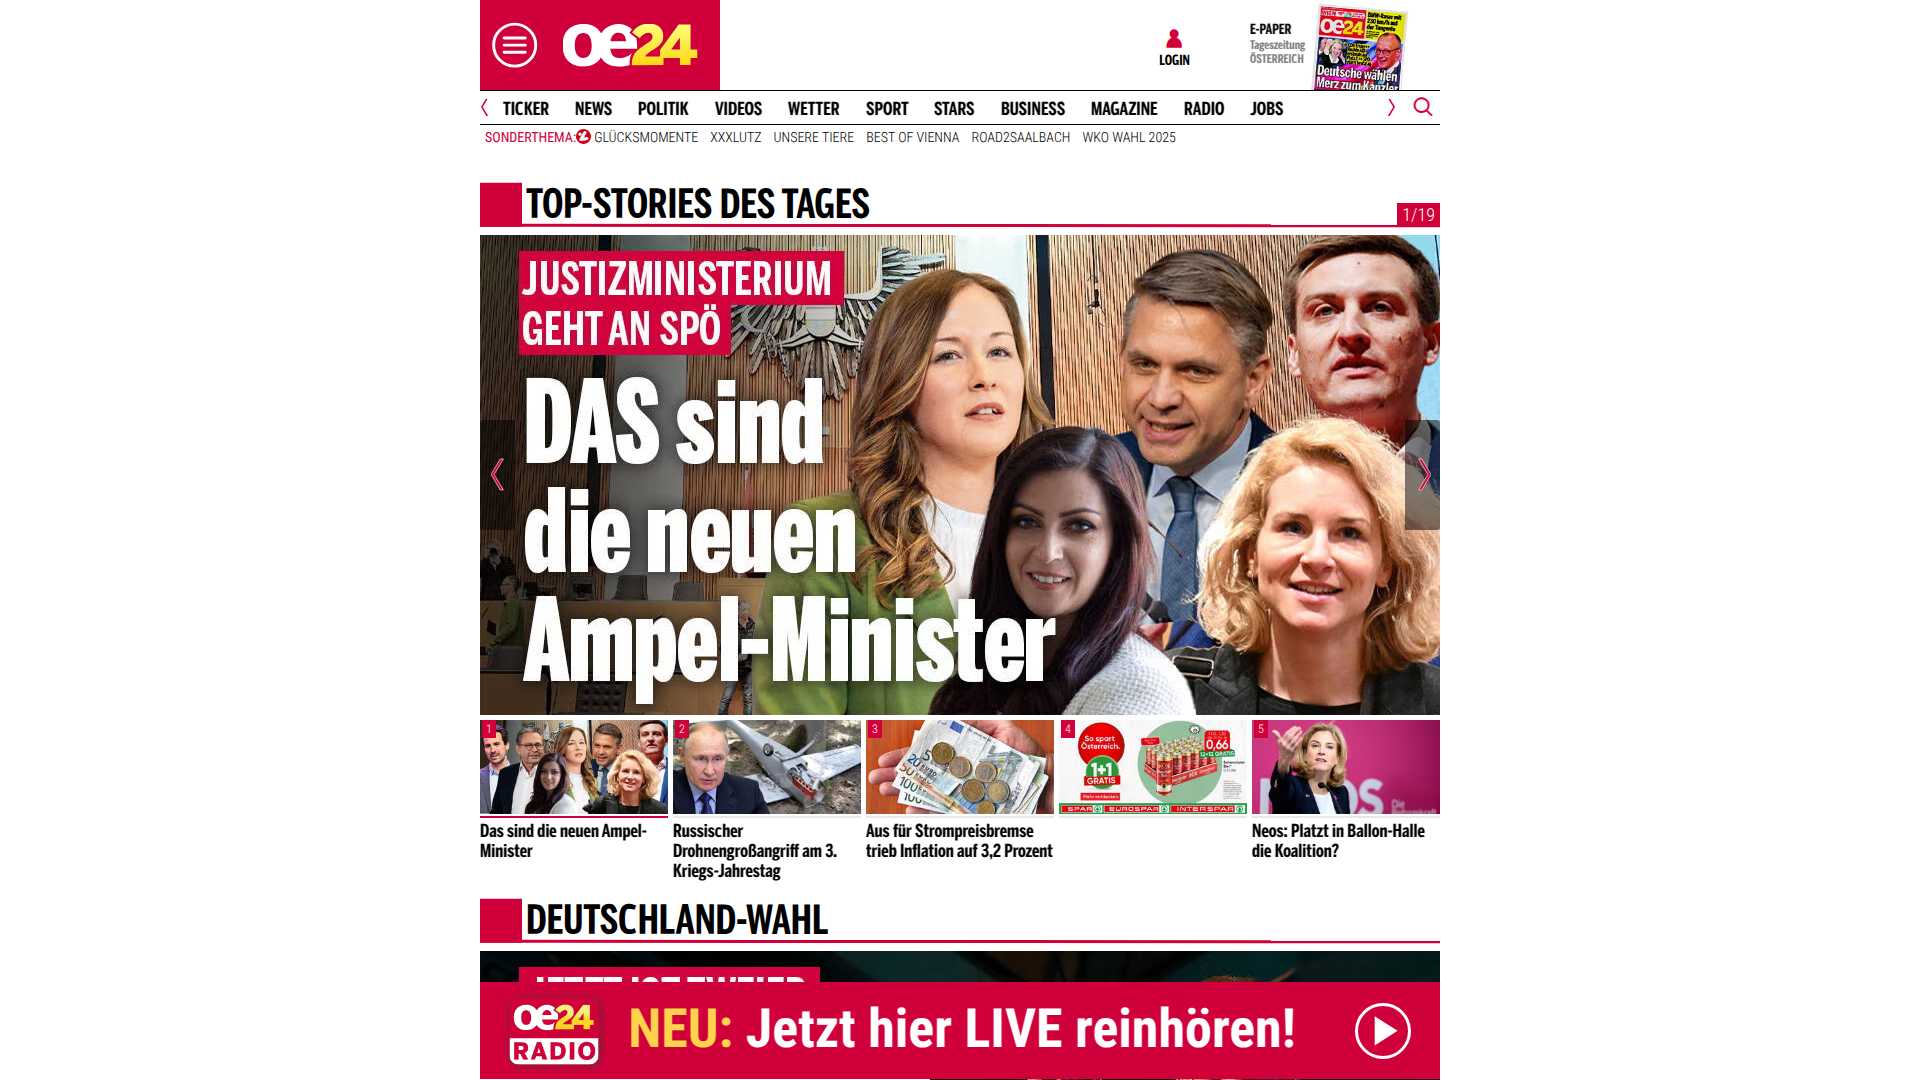 oe24
LOGIN
E-PAPER
Tageszeitung
ÖSTERREICH
oe24
Deutsche wählen
Merz zum Kanzler
TICKER NEWS POLITIK VIDEOS WETTER SPORT STARS BUSINESS MAGAZINE RADIO JOBS
SONDERTHEMA: GLÜCKSMOMENTE XXXLUTZ UNSERE TIERE BEST OF VIENNA ROAD2SAALBACH WKO WAHL 2025
TOP-STORIES DES TAGES
1/19
JUSTIZMINISTERIUM
GEHT AN SPÖ
DAS sind
die neuen
Ampel-Minister
1
2
3
4
5
So spart
Österreich.
1+1
GRATIS
0,66
SPAR EUROSPAR INTERSPAR
Das sind die neuen Ampel-
Minister
Russischer
Drohnengroßangriff am 3.
Kriegs-Jahrestag
Aus für Strompreisbremse
trieb Inflation auf 3,2 Prozent
Neos: Platzt in Ballon-Halle
die Koalition?
DEUTSCHLAND-WAHL
oe24
RADIO
NEU: Jetzt hier LIVE reinhören!